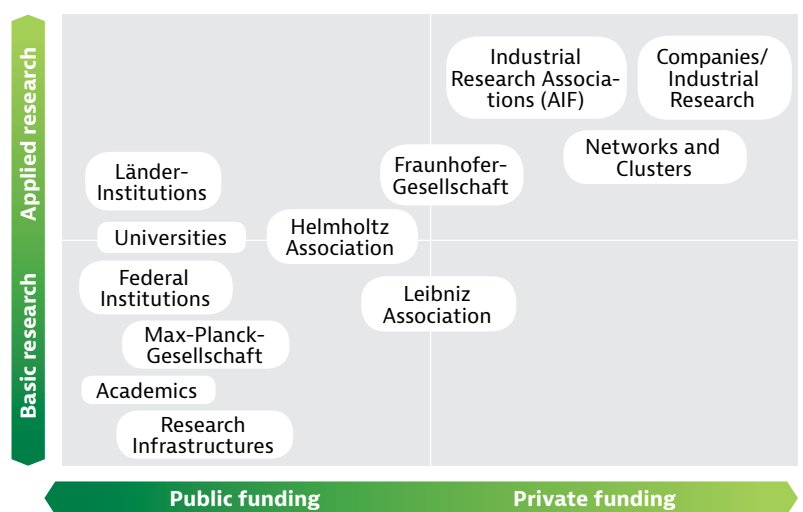 Applied research
Basic research
Industrial
Research Associa-
tions (AIF)
Companies/
Industrial
Research
Networks and
Clusters
Fraunhofer-
Gesellschaft
Länder-
Institutions
Universities
Helmholtz
Association
Federal
Institutions
Leibniz
Association
Max-Planck-
Gesellschaft
Academics
Research
Infrastructures
Public funding
Private funding